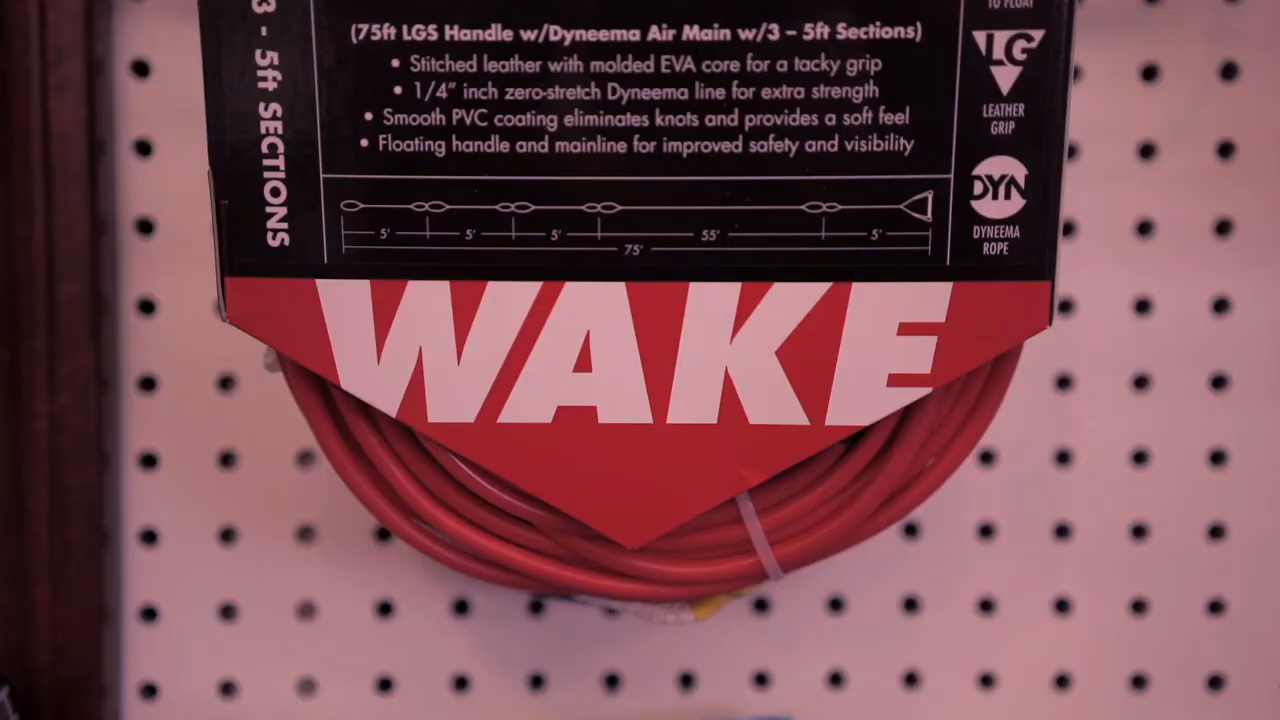 3 - 5ft SECTIONS
(75ft LGS Handle w/Dyneema Air Main w/3 – 5ft Sections)
• Stitched leather with molded EVA core for a tacky grip
• 1/4” inch zero-stretch Dyneema line for extra strength
• Smooth PVC coating eliminates knots and provides a soft feel
• Floating handle and mainline for improved safety and visibility
5' 5' 5' 55' 5'
75'
TO FLOAT
LG
LEATHER
GRIP
DYN
DYNEEMA
ROPE
WAKE